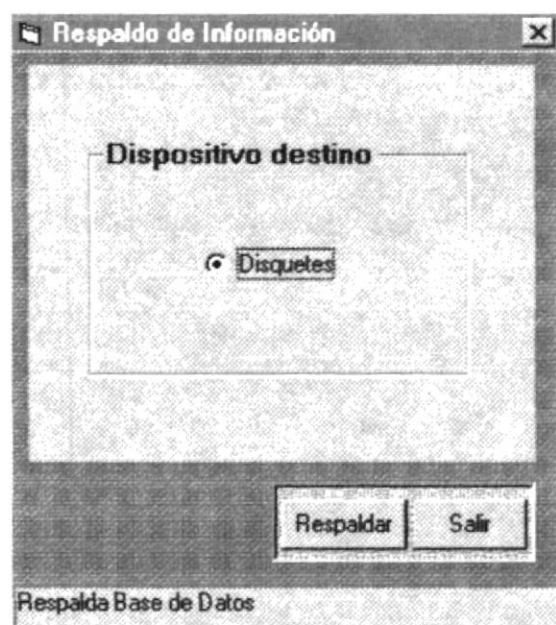 Respaldo de Información
Dispositivo destino
Disquetes
Respaldar Salir
Respalda Base de Datos